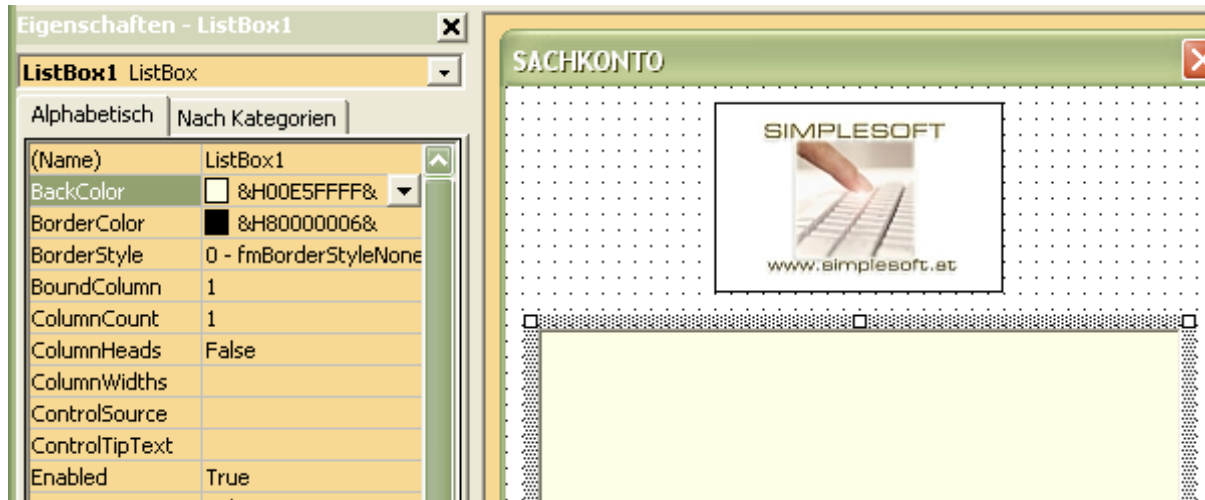 Eigenschaften - ListBox1
ListBox1 ListBox
Alphabetisch Nach Kategorien
(Name) ListBox1
BackColor &H00E5FFFF&
BorderColor &H80000006&
BorderStyle 0 - fmBorderStyleNone
BoundColumn 1
ColumnCount 1
ColumnHeads False
ColumnWidths
ControlSource
ControlTipText
Enabled True
SACHKONTO
SIMPLESOFT
www.simplesoft.at